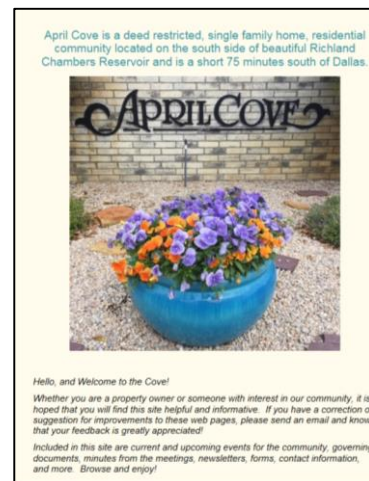 April Cove is a deed restricted, single family home, residential
community located on the south side of beautiful Richland
Chambers Reservoir and is a short 75 minutes south of Dallas.
APRIL COVE
Hello, and Welcome to the Cove!
Whether you are a property owner or someone with interest in our community, it is
hoped that you will find this site helpful and informative. If you have a correction o
suggestion for improvements to these web pages, please send an email and know
that your feedback is greatly appreciated!
Included in this site are current and upcoming events for the community, governing
documents, minutes from the meetings, newsletters, forms, contact information,
and more. Browse and enjoy!